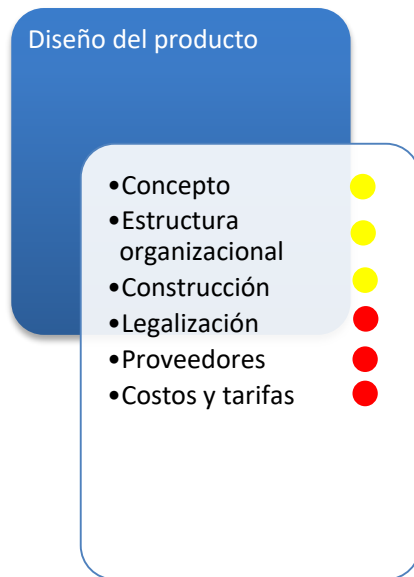 Diseño del producto
•Concepto
•Estructura
organizacional
•Construcción
•Legalización
•Proveedores
•Costos y tarifas